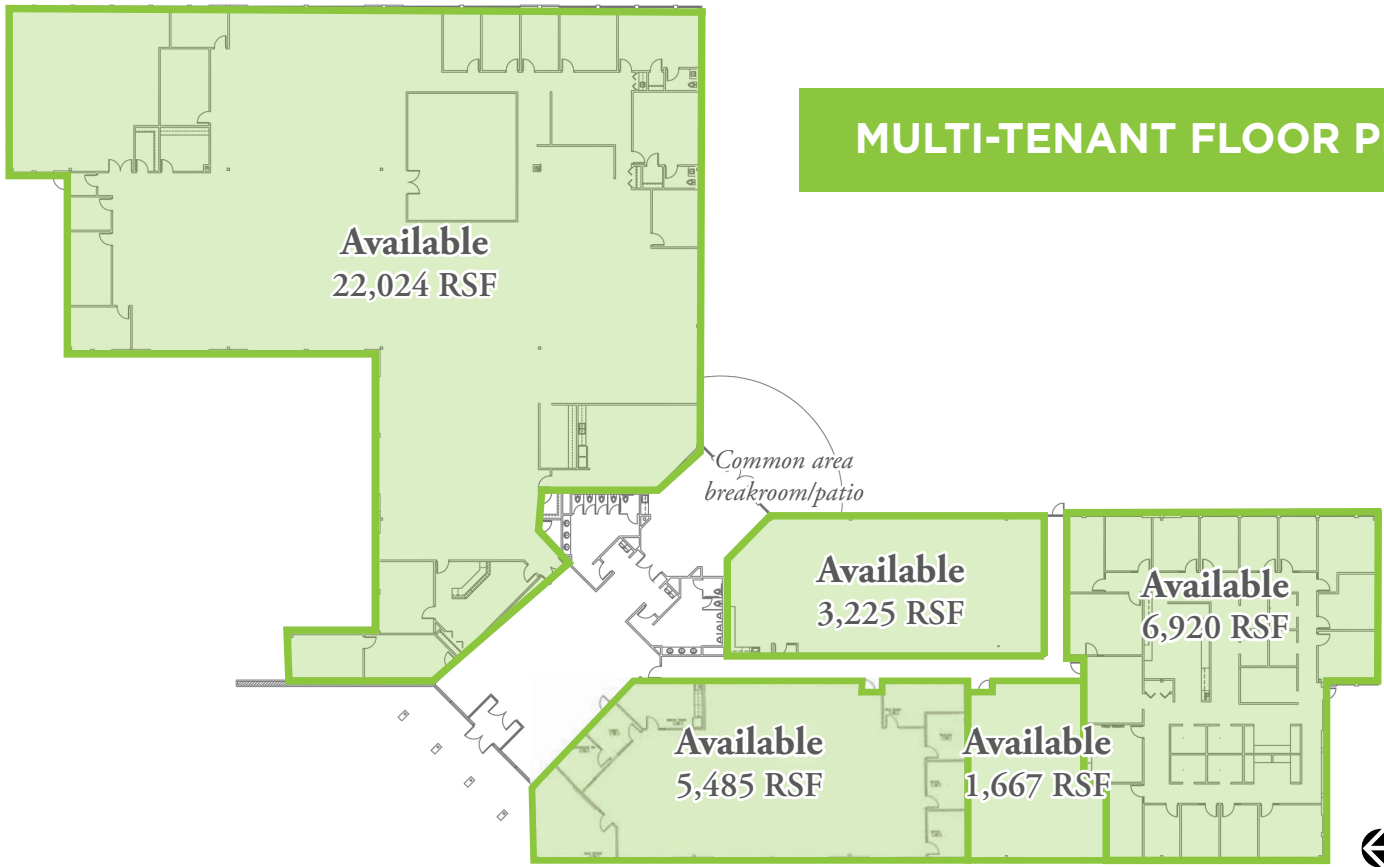 MULTI-TENANT FLOOR P
Available
22,024 RSF
Common area
breakroom/patio
Available
3,225 RSF
Available
6,920 RSF
Available
5,485 RSF
Available
1,667 RSF